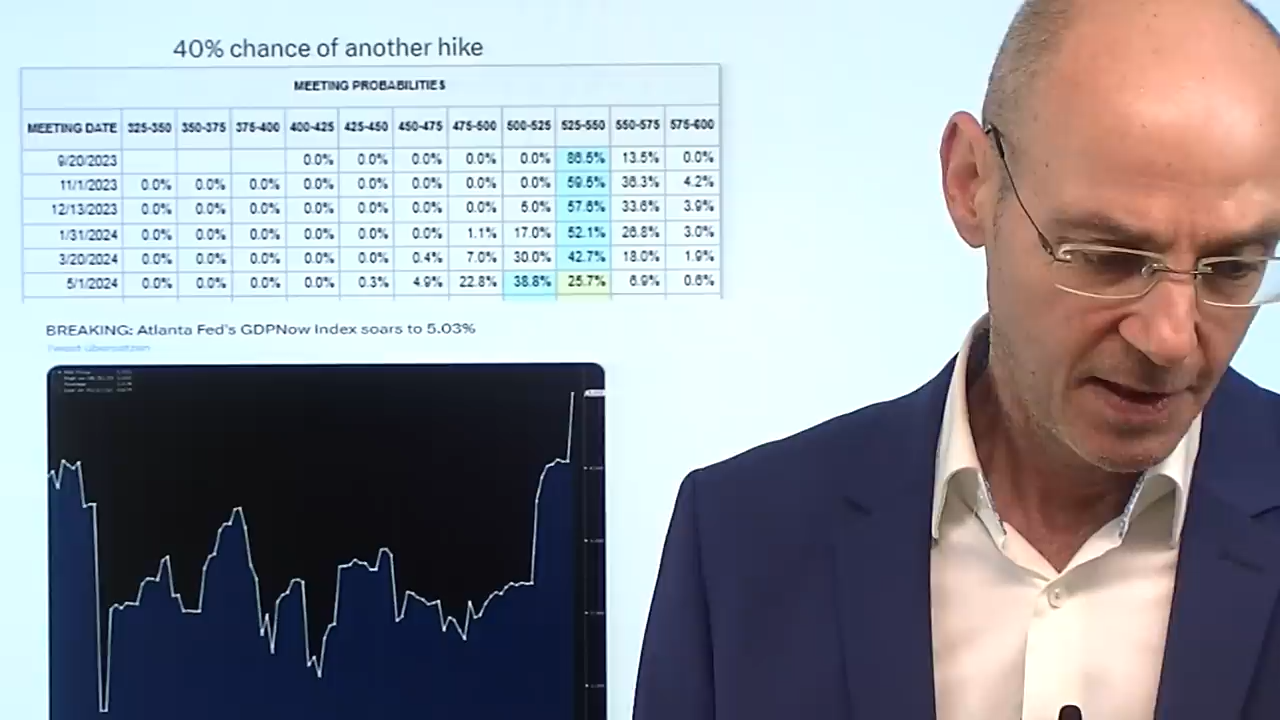 40% chance of another hike
MEETING PROBABILITIES
MEETING DATE 325-350 350-375 375-400 400-425 425-450 450-475 475-500 500-525 525-550 550-575 575-600
9/20/2023 0.0% 0.0% 0.0% 0.0% 0.0% 86.5% 13.5% 0.0%
11/1/2023 0.0% 0.0% 0.0% 0.0% 0.0% 0.0% 0.0% 0.0% 59.5% 36.3% 4.2%
12/13/2023 0.0% 0.0% 0.0% 0.0% 0.0% 0.0% 0.0% 5.0% 57.6% 33.6% 3.9%
1/31/2024 0.0% 0.0% 0.0% 0.0% 0.0% 0.0% 1.1% 17.0% 52.1% 26.8% 3.0%
3/20/2024 0.0% 0.0% 0.0% 0.0% 0.0% 0.4% 7.0% 30.0% 42.7% 18.0% 1.9%
5/1/2024 0.0% 0.0% 0.0% 0.0% 0.3% 4.9% 22.8% 38.8% 25.7% 6.9% 0.6%
BREAKING: Atlanta Fed's GDPNow Index soars to 5.03%
Tweet übersetzen